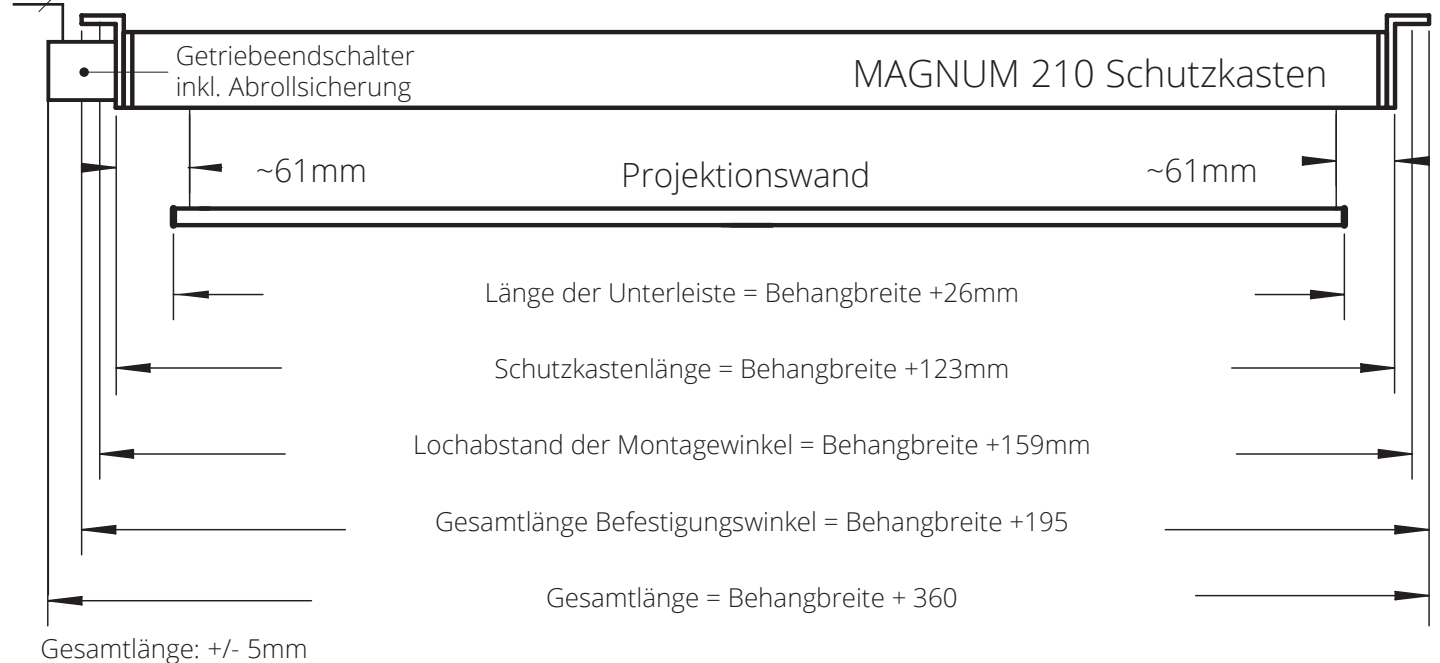 Getriebeendschalter
inkl. Abrollsicherung
MAGNUM 210 Schutzkasten
~61mm
Projektionswand
~61mm
Länge der Unterleiste = Behangbreite +26mm
Schutzkastenlänge = Behangbreite +123mm
Lochabstand der Montagewinkel = Behangbreite +159mm
Gesamtlänge Befestigungswinkel = Behangbreite +195
Gesamtlänge = Behangbreite + 360
Gesamtlänge: +/- 5mm